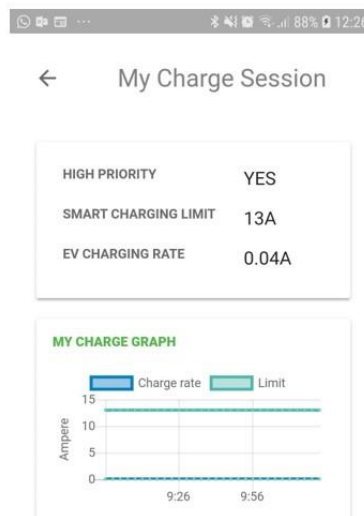 88% 12:26
My Charge Session
HIGH PRIORITY YES
SMART CHARGING LIMIT 13A
EV CHARGING RATE 0.04A
MY CHARGE GRAPH
Charge rate Limit
15
10
5
0
Ampere
9:26 9:56